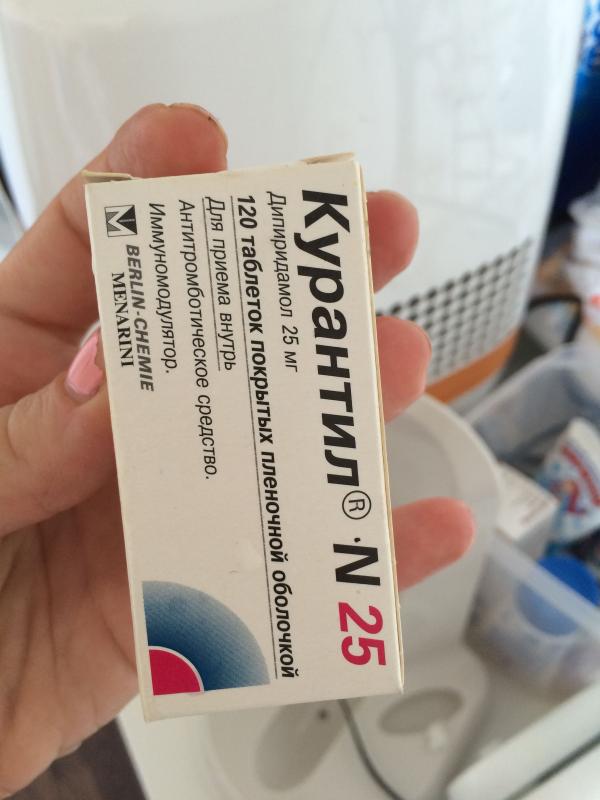 Курантил® · N 25
Дипиридамол 25 мг
120 таблеток покрытых пленочной оболочкой
Для приема внутрь
Антитромботическое средство.
Иммуномодулятор.
BERLIN-CHEMIE
MENARINI